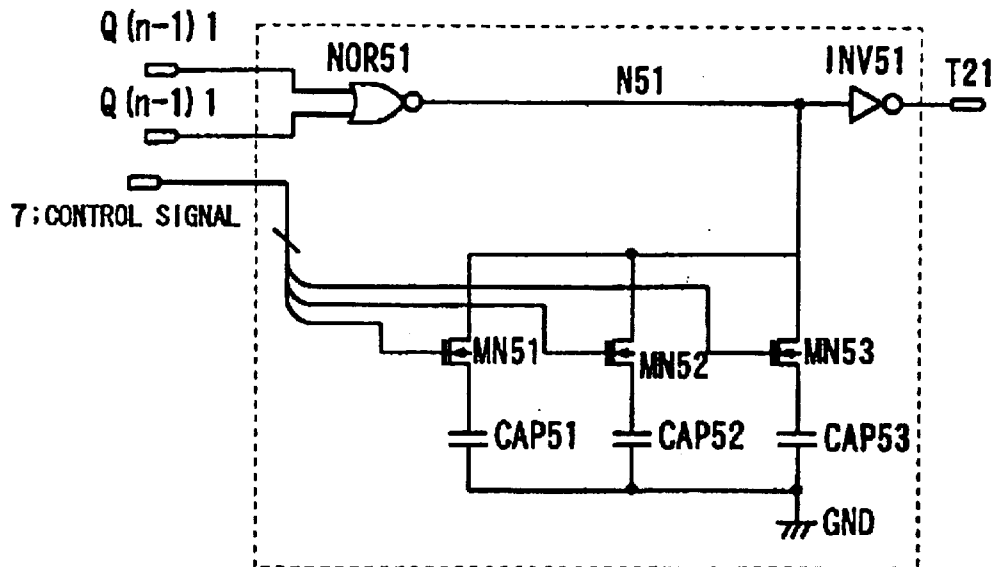 Q(n-1)1
NOR51
N51
INV51
T21
Q(n-1)1
7;CONTROL SIGNAL
MN51
MN52
MN53
CAP51
CAP52
CAP53
GND